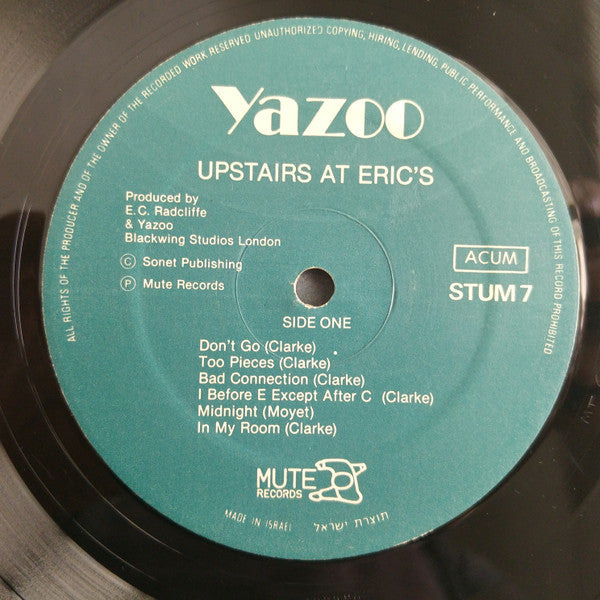 ALL RIGHTS OF THE PRODUCER AND OF THE OWNER OF THE RECORDED WORK RESERVED UNAUTHORIZED COPYING, HIRING, LENDING, PUBLIC PERFORMANCE AND BROADCASTING OF THIS RECORD PROHIBITED
Yazoo
UPSTAIRS AT ERIC'S
Produced by
E.C. Radcliffe
& Yazoo
Blackwing Studios London
Ⓒ Sonet Publishing
Ⓟ Mute Records
ACUM
STUM 7
SIDE ONE
Don't Go (Clarke)
Too Pieces (Clarke)
Bad Connection (Clarke)
I Before E Except After C (Clarke)
Midnight (Moyet)
In My Room (Clarke)
MUTE
RECORDS
MADE IN ISRAEL תוצרת ישראל